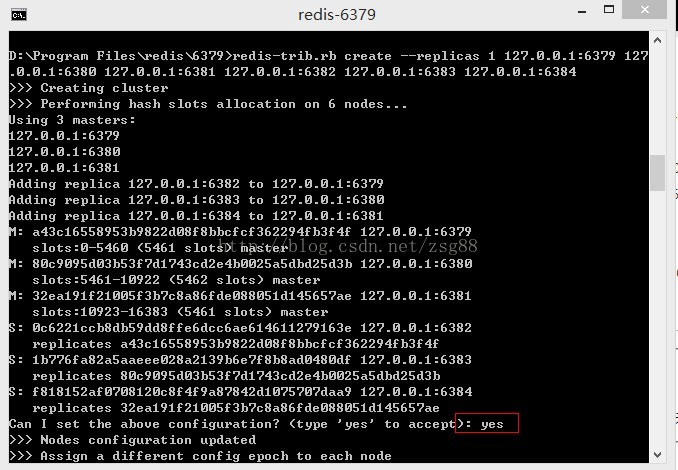 redis-6379
D:\Program Files\redis\6379>redis-trib.rb create --replicas 1 127.0.0.1:6379 127
.0.0.1:6380 127.0.0.1:6381 127.0.0.1:6382 127.0.0.1:6383 127.0.0.1:6384
>>> Creating cluster
>>> Performing hash slots allocation on 6 nodes...
Using 3 masters:
127.0.0.1:6379
127.0.0.1:6380
127.0.0.1:6381
Adding replica 127.0.0.1:6382 to 127.0.0.1:6379
Adding replica 127.0.0.1:6383 to 127.0.0.1:6380
Adding replica 127.0.0.1:6384 to 127.0.0.1:6381
M: a43c16558953b9822d08f8bbcfcf362294fb3f4f 127.0.0.1:6379
slots:0-5460 (5461 slots) master
http://blog.csdn.net/zsg88
M: 80c9095d03b53f7d1743cd2e4b0025a5dbd25d3b 127.0.0.1:6380
slots:5461-10922 (5462 slots) master
M: 32ea191f21005f3b7c8a86fde088051d145657ae 127.0.0.1:6381
slots:10923-16383 (5461 slots) master
S: 0c6221ccb8db59dd8ffe6dcc6ae614611279163e 127.0.0.1:6382
replicates a43c16558953b9822d08f8bbcfcf362294fb3f4f
S: 1b776fa82a5aaeee028a2139b6e7f8b8ad0480df 127.0.0.1:6383
replicates 80c9095d03b53f7d1743cd2e4b0025a5dbd25d3b
S: f818152af0708120c8f4f9a87842d1075707daa9 127.0.0.1:6384
replicates 32ea191f21005f3b7c8a86fde088051d145657ae
Can I set the above configuration? (type 'yes' to accept): yes
>>> Nodes configuration updated
>>> Assign a different config epoch to each node